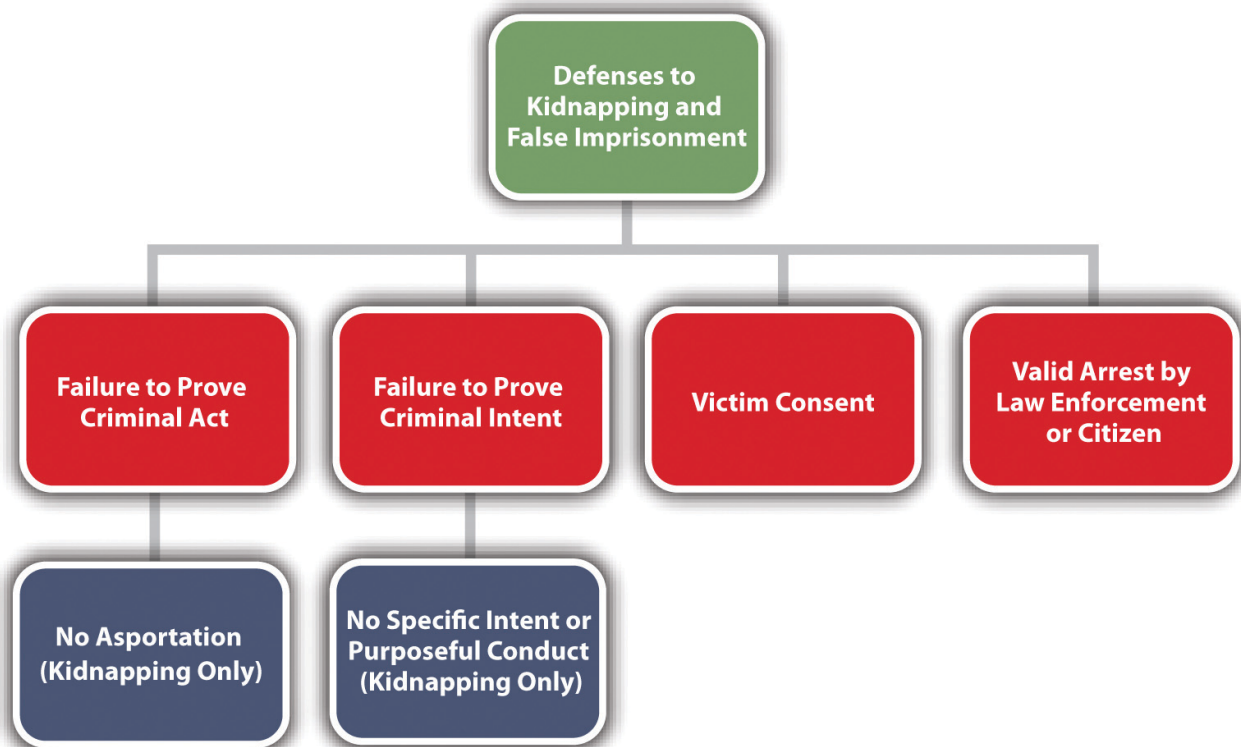 Defenses to
Kidnapping and
False Imprisonment
Failure to Prove
Criminal Act
Failure to Prove
Criminal Intent
Victim Consent
Valid Arrest by
Law Enforcement
or Citizen
No Asportation
(Kidnapping Only)
No Specific Intent or
Purposeful Conduct
(Kidnapping Only)